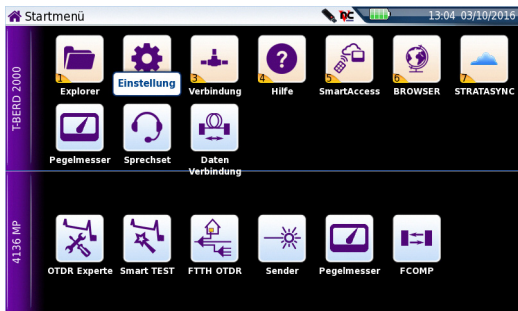 Startmenü
DC
13:04 03/10/2016
T-BERD 2000
1
Explorer
Einstellung
3
Verbindung
4
Hilfe
5
SmartAccess
6
BROWSER
7
STRATASYNC
Pegelmesser
Sprechset
Daten
Verbindung
4136 MP
OTDR Experte
Smart TEST
FTTH OTDR
Sender
Pegelmesser
FCOMP